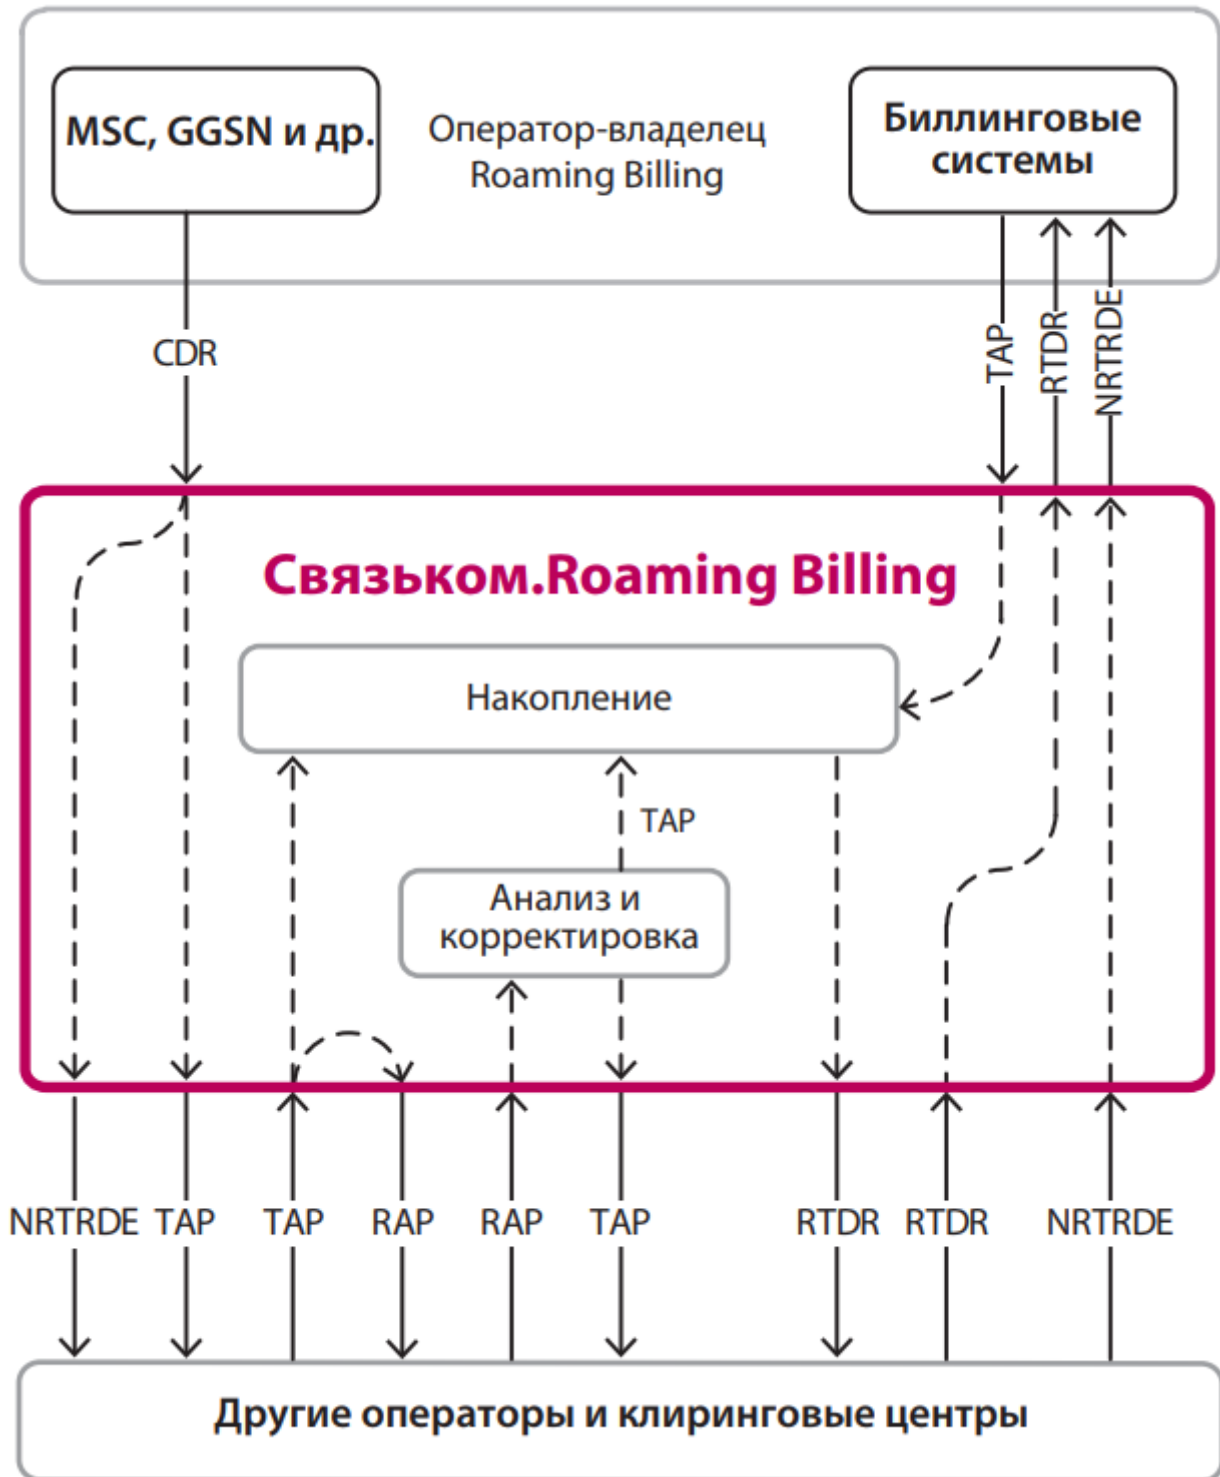 MSC, GGSN и др.
Оператор-владелец
Roaming Billing
Биллинговые
системы
CDR
TAP
RTDR
NRTRDE
Связьком.Roaming Billing
Накопление
TAP
Анализ и
корректировка
NRTRDE TAP TAP RAP RAP TAP RTDR RTDR NRTRDE
Другие операторы и клиринговые центры